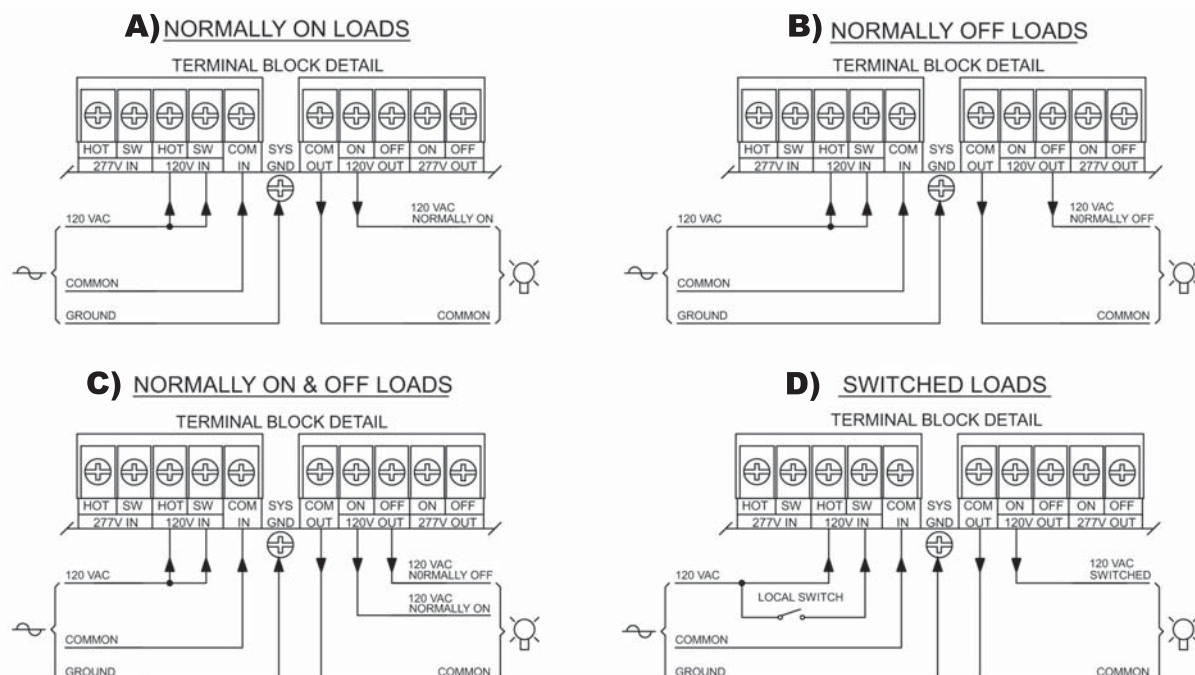 A) NORMALLY ON LOADS
TERMINAL BLOCK DETAIL
HOT SW HOT SW COM SYS COM ON OFF ON OFF
277V IN 120V IN IN GND OUT 120V OUT 277V OUT
120 VAC
120 VAC
NORMALLY ON
COMMON
GROUND
COMMON
B) NORMALLY OFF LOADS
TERMINAL BLOCK DETAIL
HOT SW HOT SW COM SYS COM ON OFF ON OFF
277V IN 120V IN IN GND OUT 120V OUT 277V OUT
120 VAC
120 VAC
N0RMALLY OFF
COMMON
GROUND
COMMON
C) NORMALLY ON & OFF LOADS
TERMINAL BLOCK DETAIL
HOT SW HOT SW COM SYS COM ON OFF ON OFF
277V IN 120V IN IN GND OUT 120V OUT 277V OUT
120 VAC
120 VAC
N0RMALLY OFF
120 VAC
NORMALLY ON
COMMON
GROUND
COMMON
D) SWITCHED LOADS
TERMINAL BLOCK DETAIL
HOT SW HOT SW COM SYS COM ON OFF ON OFF
277V IN 120V IN IN GND OUT 120V OUT 277V OUT
120 VAC
120 VAC
SWITCHED
LOCAL SWITCH
COMMON
GROUND
COMMON